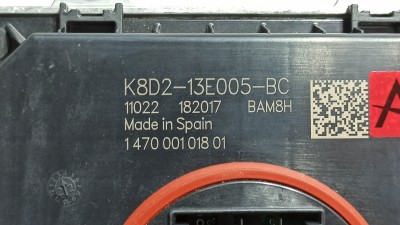 K8D2-13E005-BC
11022 182017 BAM8H
Made in Spain
1 470 001 018 01
A